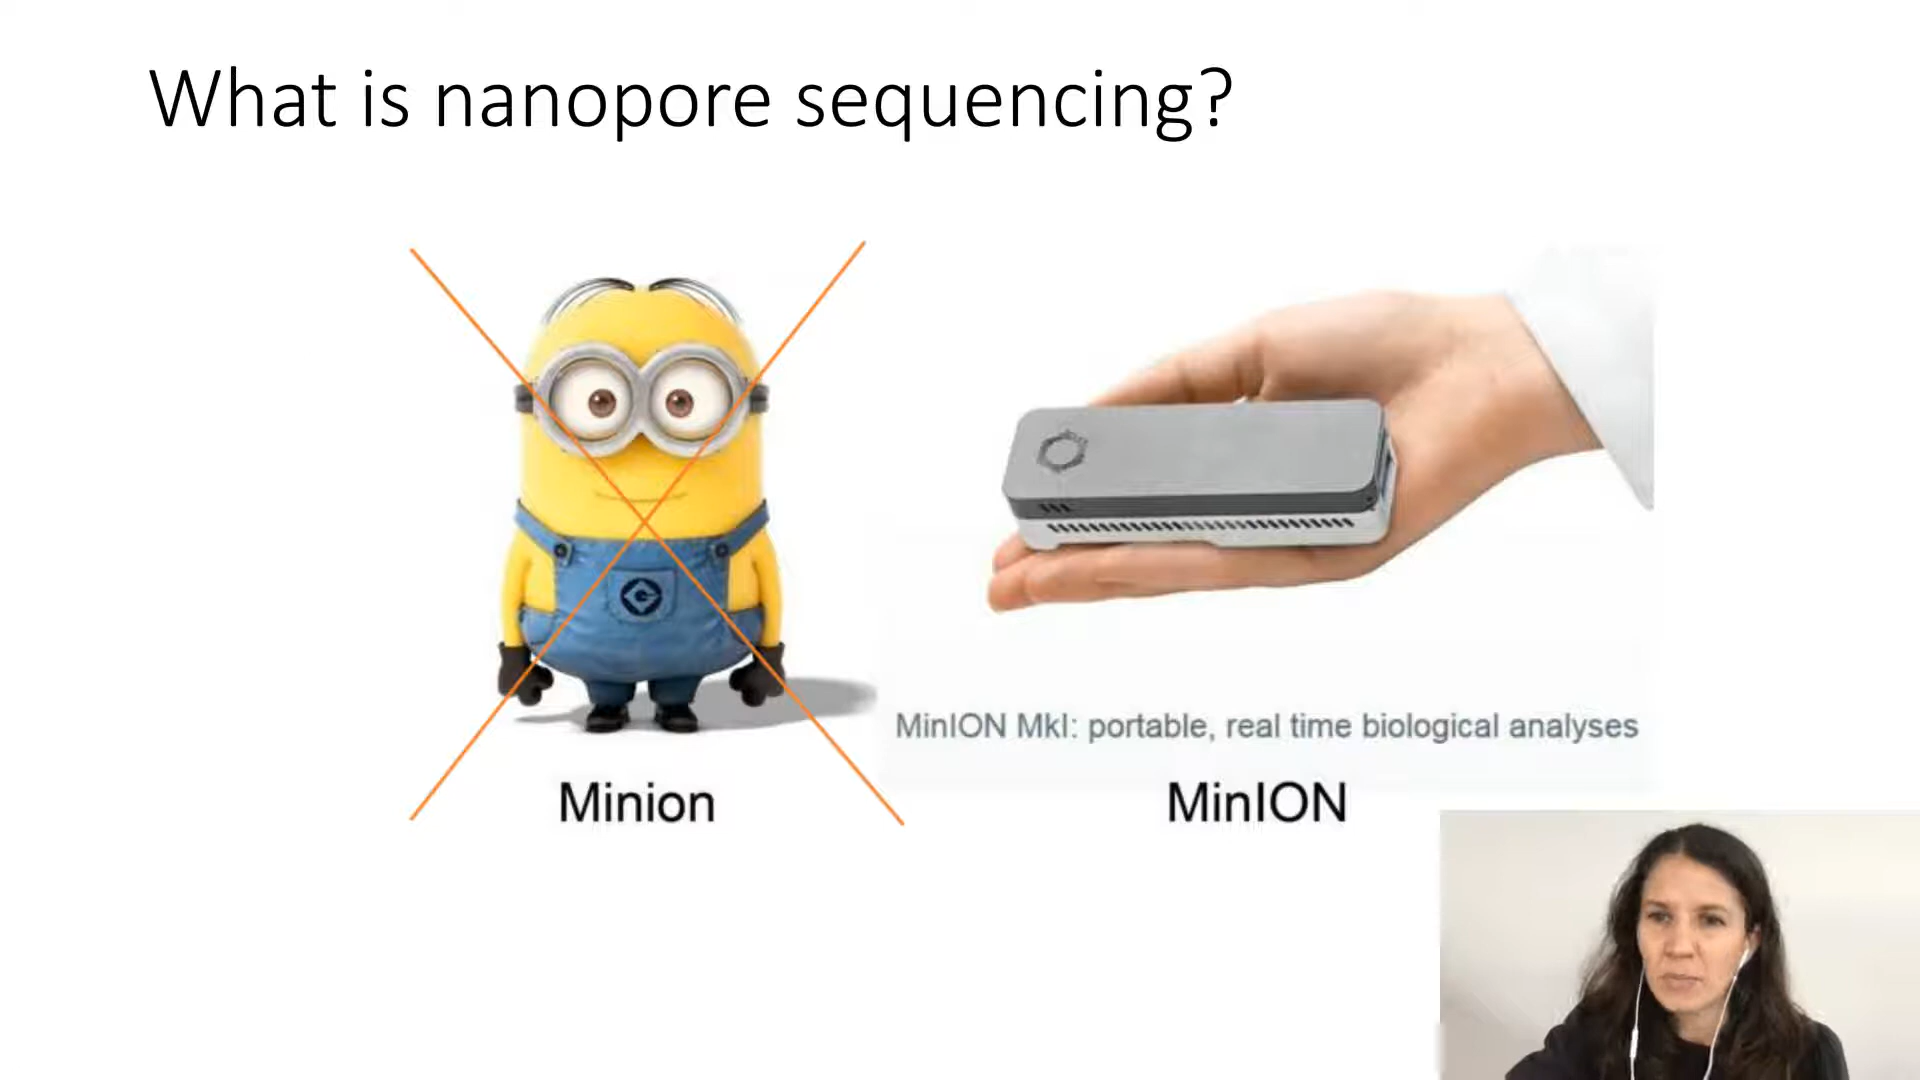 What is nanopore sequencing?
MinION MkI: portable, real time biological analyses
Minion
MinION